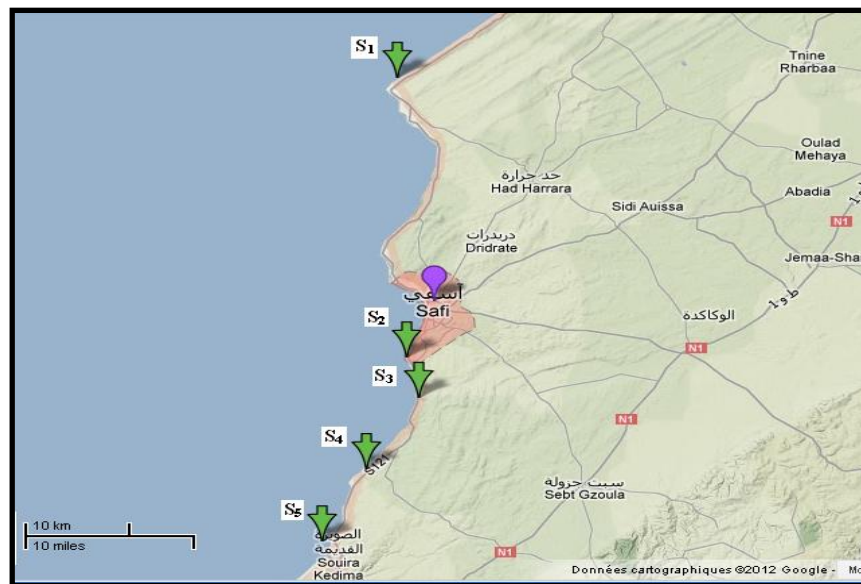 S1
Tnine
Rharbaa
Oulad
Mehaya
حد حرارة
Had Harrara
Abadia
Sidi Auissa
N1
دريدرات
Dridrate
Jemaa-Sha
ط و 1
آسفي
Safi
S2
الوكاكدة
N1
S3
N1
S4
S121
سبت جزولة
Sebt Gzoula
S5
10 km
10 miles
الصويرة
القديمة
Souira
Kedima
N1
Données cartographiques ©2012 Google -